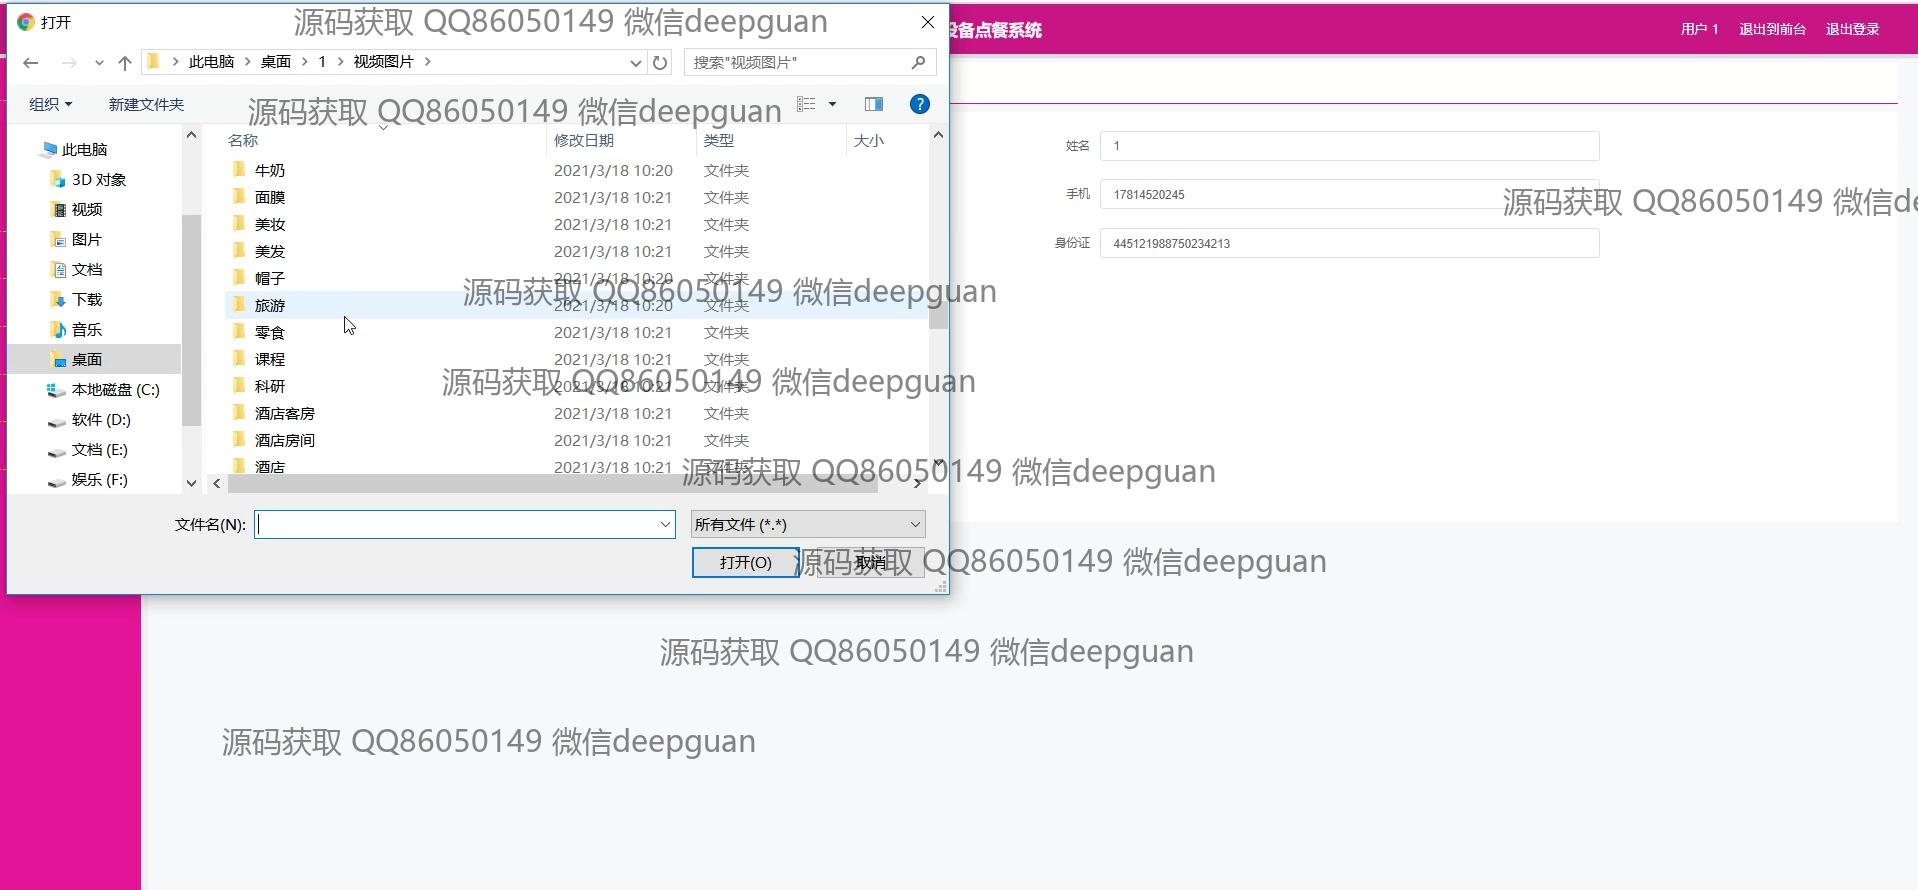 打开
源码获取 QQ86050149 微信deepguan
设备点餐系统
用户 1 退出到前台 退出登录
此电脑 桌面 1 视频图片
搜索"视频图片"
组织 新建文件夹
源码获取 QQ86050149 微信deepguan
名称 修改日期 类型 大小
此电脑
3D 对象
视频
图片
文档
下载
音乐
桌面
本地磁盘 (C:)
软件 (D:)
文档 (E:)
娱乐 (F:)
牛奶 2021/3/18 10:20 文件夹
面膜 2021/3/18 10:21 文件夹
美妆 2021/3/18 10:21 文件夹
美发 2021/3/18 10:21 文件夹
帽子 2021/3/18 10:20 文件夹
源码获取 QQ86050149 微信deepguan
旅游 2021/3/18 10:20 文件夹
零食 2021/3/18 10:21 文件夹
课程 2021/3/18 10:21 文件夹
源码获取 QQ86050149 微信deepguan
科研 2021/3/18 10:21 文件夹
酒店客房 2021/3/18 10:21 文件夹
酒店房间 2021/3/18 10:21 文件夹
酒店 2021/3/18 10:21 文件夹
源码获取 QQ86050149 微信deepguan
文件名(N):
所有文件 (*.*)
打开(O) 取消
源码获取 QQ86050149 微信deepguan
姓名 1
手机 17814520245
源码获取 QQ86050149 微信de
身份证 445121988750234213
源码获取 QQ86050149 微信deepguan
源码获取 QQ86050149 微信deepguan